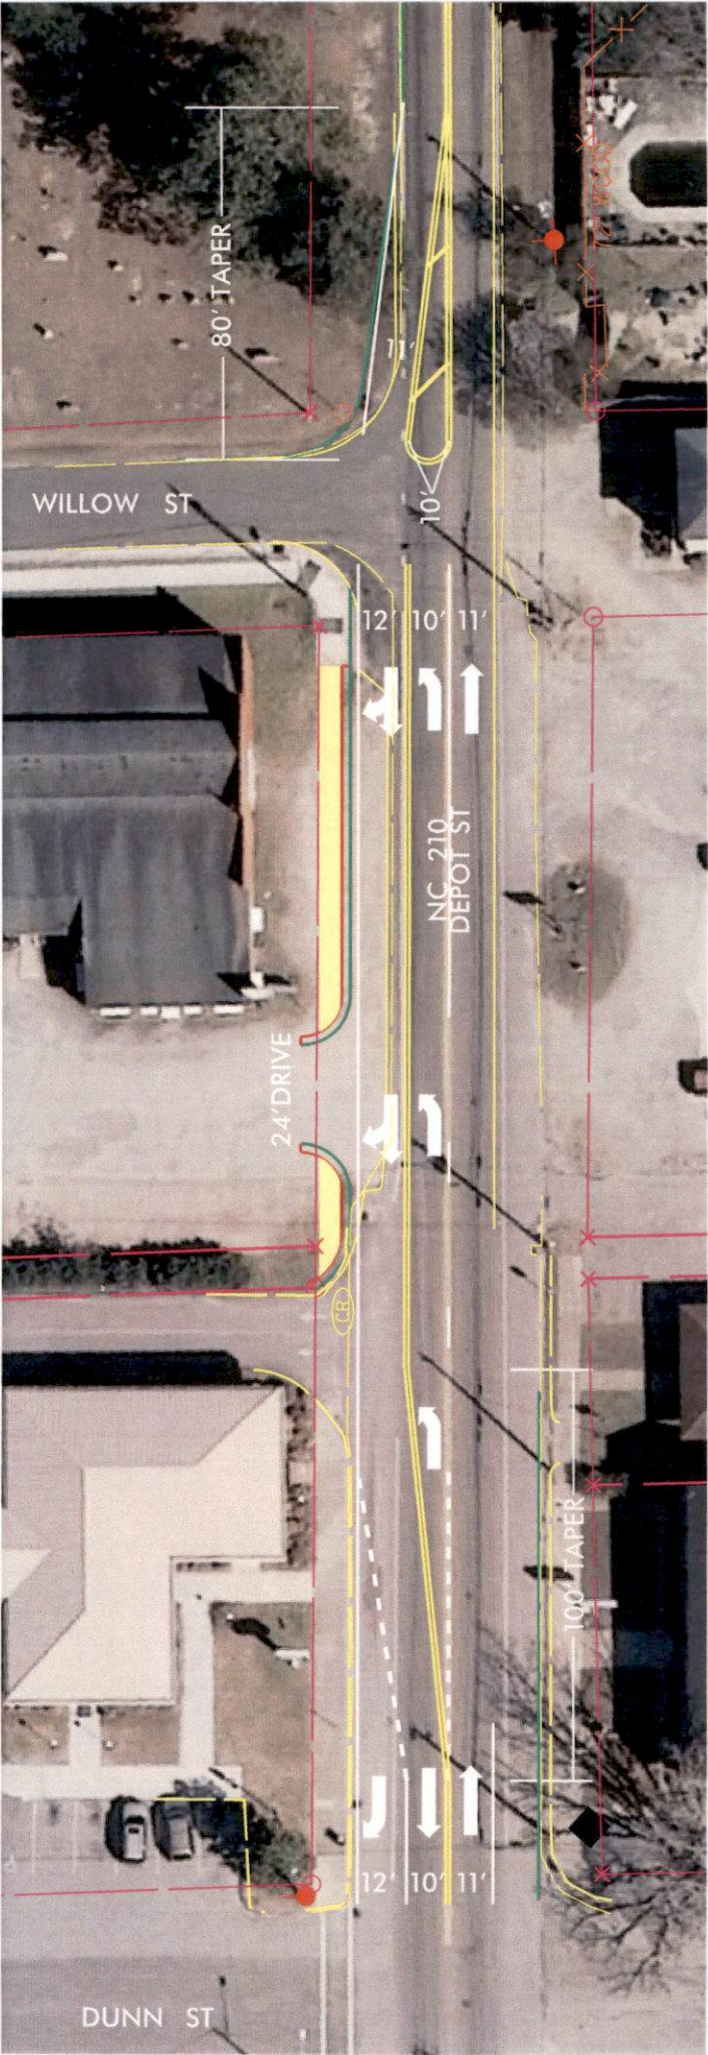 80' TAPER
11'
10'
WILLOW ST
12' 10' 11'
NC 210
DEPOT ST
24'DRIVE
CR
100' TAPER
12' 10' 11'
DUNN ST